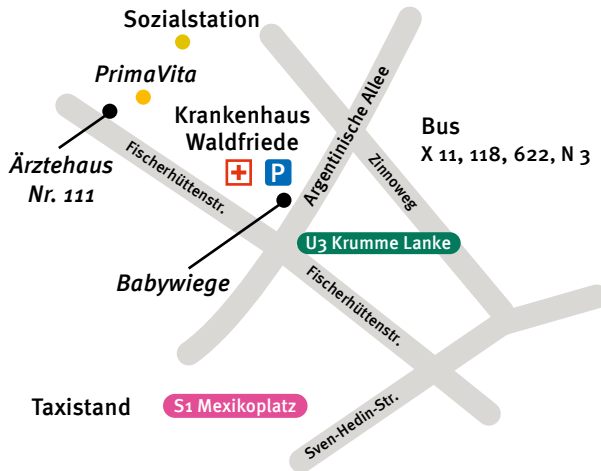 Sozialstation
PrimaVita
Krankenhaus
Waldfriede
P
Ärztehaus
Nr. 111
Fischerhüttenstr.
Argentinische Allee
Zinnoweg
Bus
X 11, 118, 622, N 3
U3 Krumme Lanke
Babywiege
Fischerhüttenstr.
Taxistand
S1 Mexikoplatz
Sven-Hedin-Str.